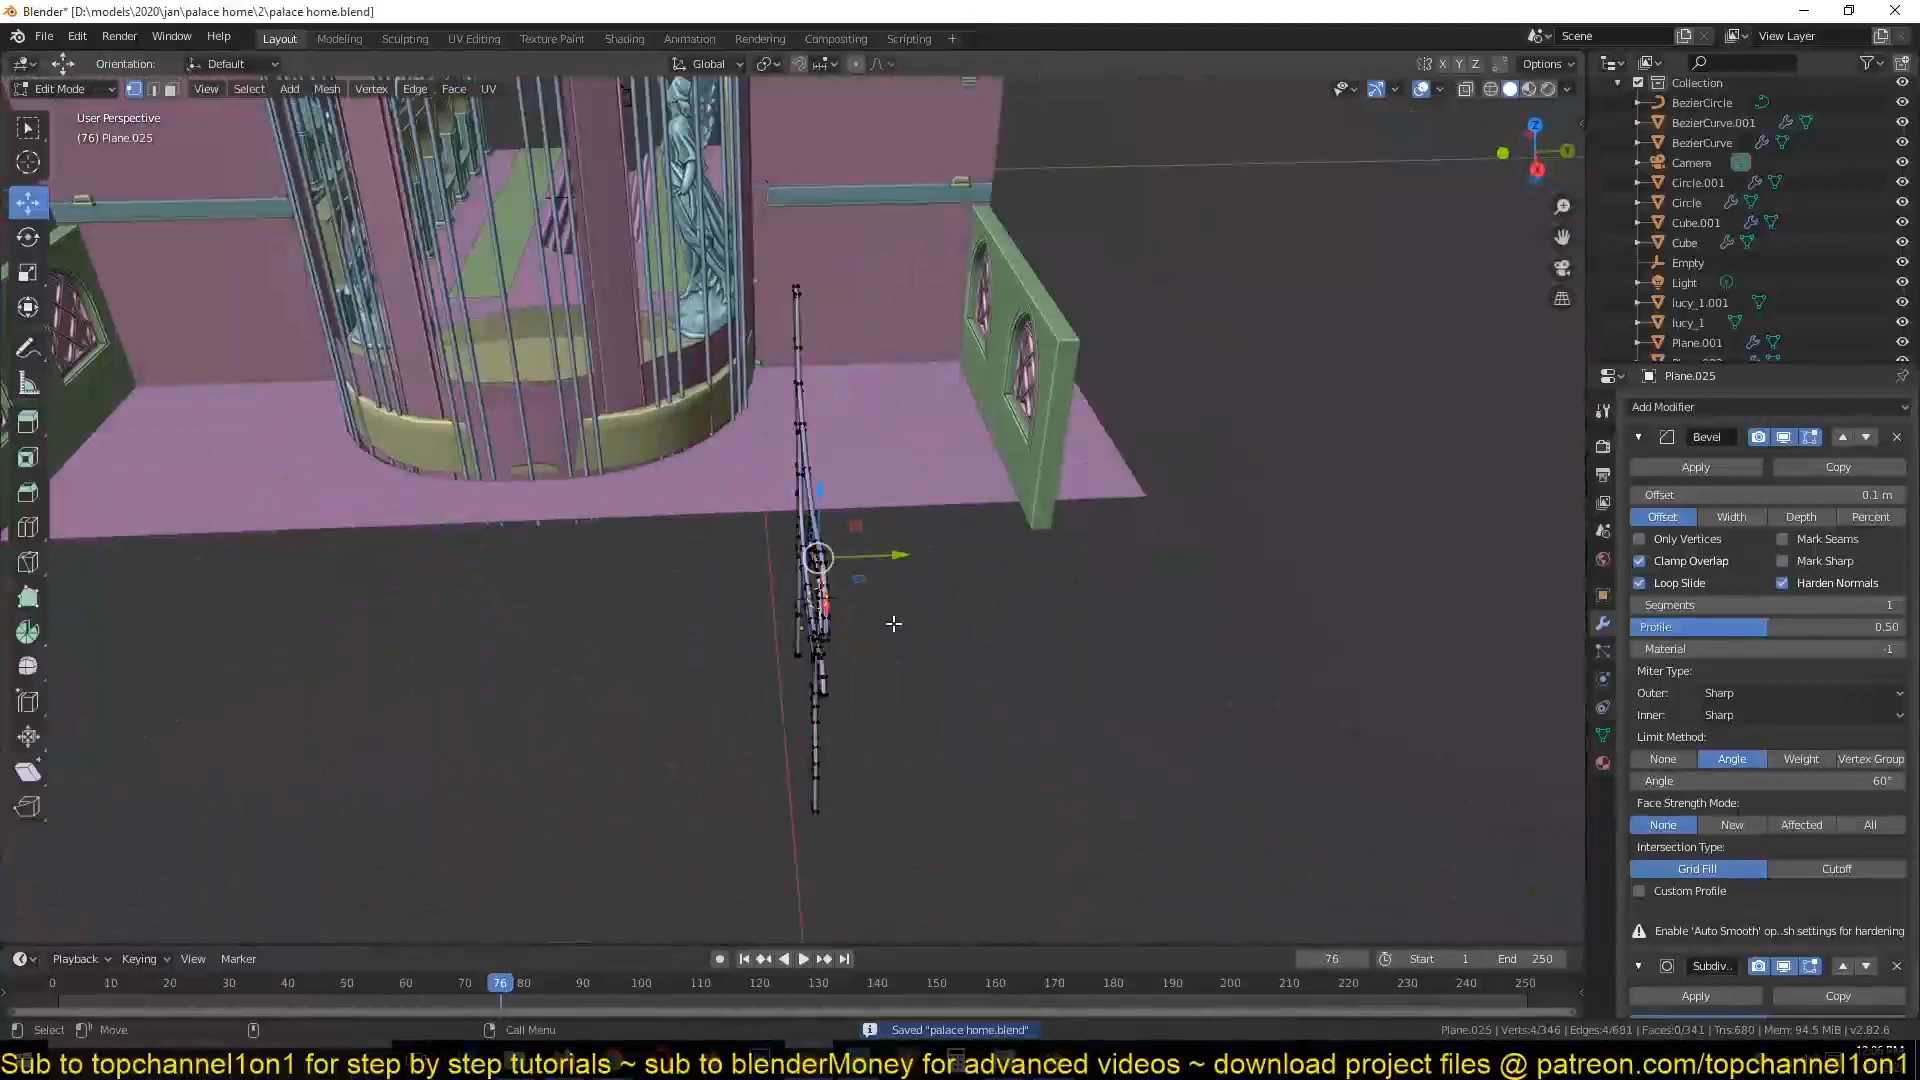 Blender* [D:\models\2020\jan\palace home\2\palace home.blend]
File Edit Render Window Help Layout Modeling Sculpting UV Editing Texture Paint Shading Animation Rendering Compositing Scripting + Scene View Layer
Orientation: Default Global X Y Z Options
Edit Mode View Select Add Mesh Vertex Edge Face UV
User Perspective
(76) Plane.025
Z
X
Y
Collection
BezierCircle
BezierCurve.001
BezierCurve
Camera
Circle.001
Circle
Cube.001
Cube
Empty
Light
lucy_1.001
lucy_1
Plane.001
Plane.025
Add Modifier
Bevel
Apply Copy
Offset 0.1 m
Offset Width Depth Percent
Only Vertices Mark Seams
Clamp Overlap Mark Sharp
Loop Slide Harden Normals
Segments 1
Profile 0.50
Material -1
Miter Type:
Outer: Sharp
Inner: Sharp
Limit Method:
None Angle Weight Vertex Group
Angle 60°
Face Strength Mode:
None New Affected All
Intersection Type:
Grid Fill Cutoff
Custom Profile
Enable 'Auto Smooth' op..sh settings for hardening
Subdiv..
Apply Copy
Playback Keying View Marker 76 Start 1 End 250
0 10 20 30 40 50 60 70 76 80 90 100 110 120 130 140 150 160 170 180 190 200 210 220 230 240 250
Select Move Call Menu Saved "palace home.blend" Plane.025 | Verts:4/346 | Edges:4/681 | Faces:0/341 | Tris:680 | Mem: 94.5 MiB | v2.82.6
Sub to topchannel1on1 for step by step tutorials ~ sub to blenderMoney for advanced videos ~ download project files @ patreon.com/topchannel1on1